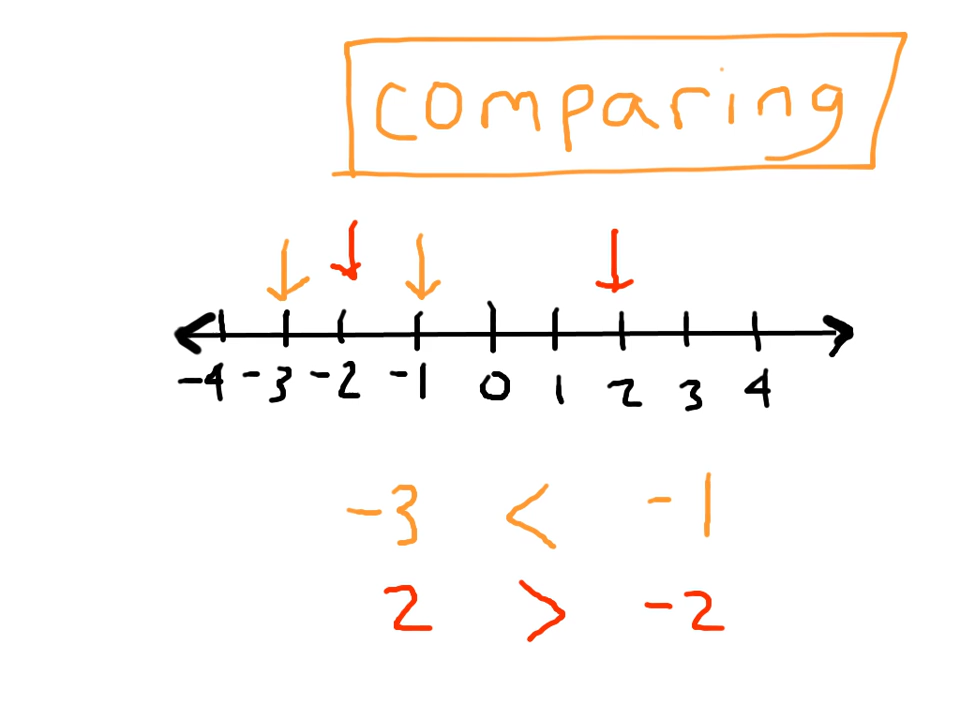 comparing
-4 -3 -2 -1 0 1 2 3 4
-3 < -1
2 > -2